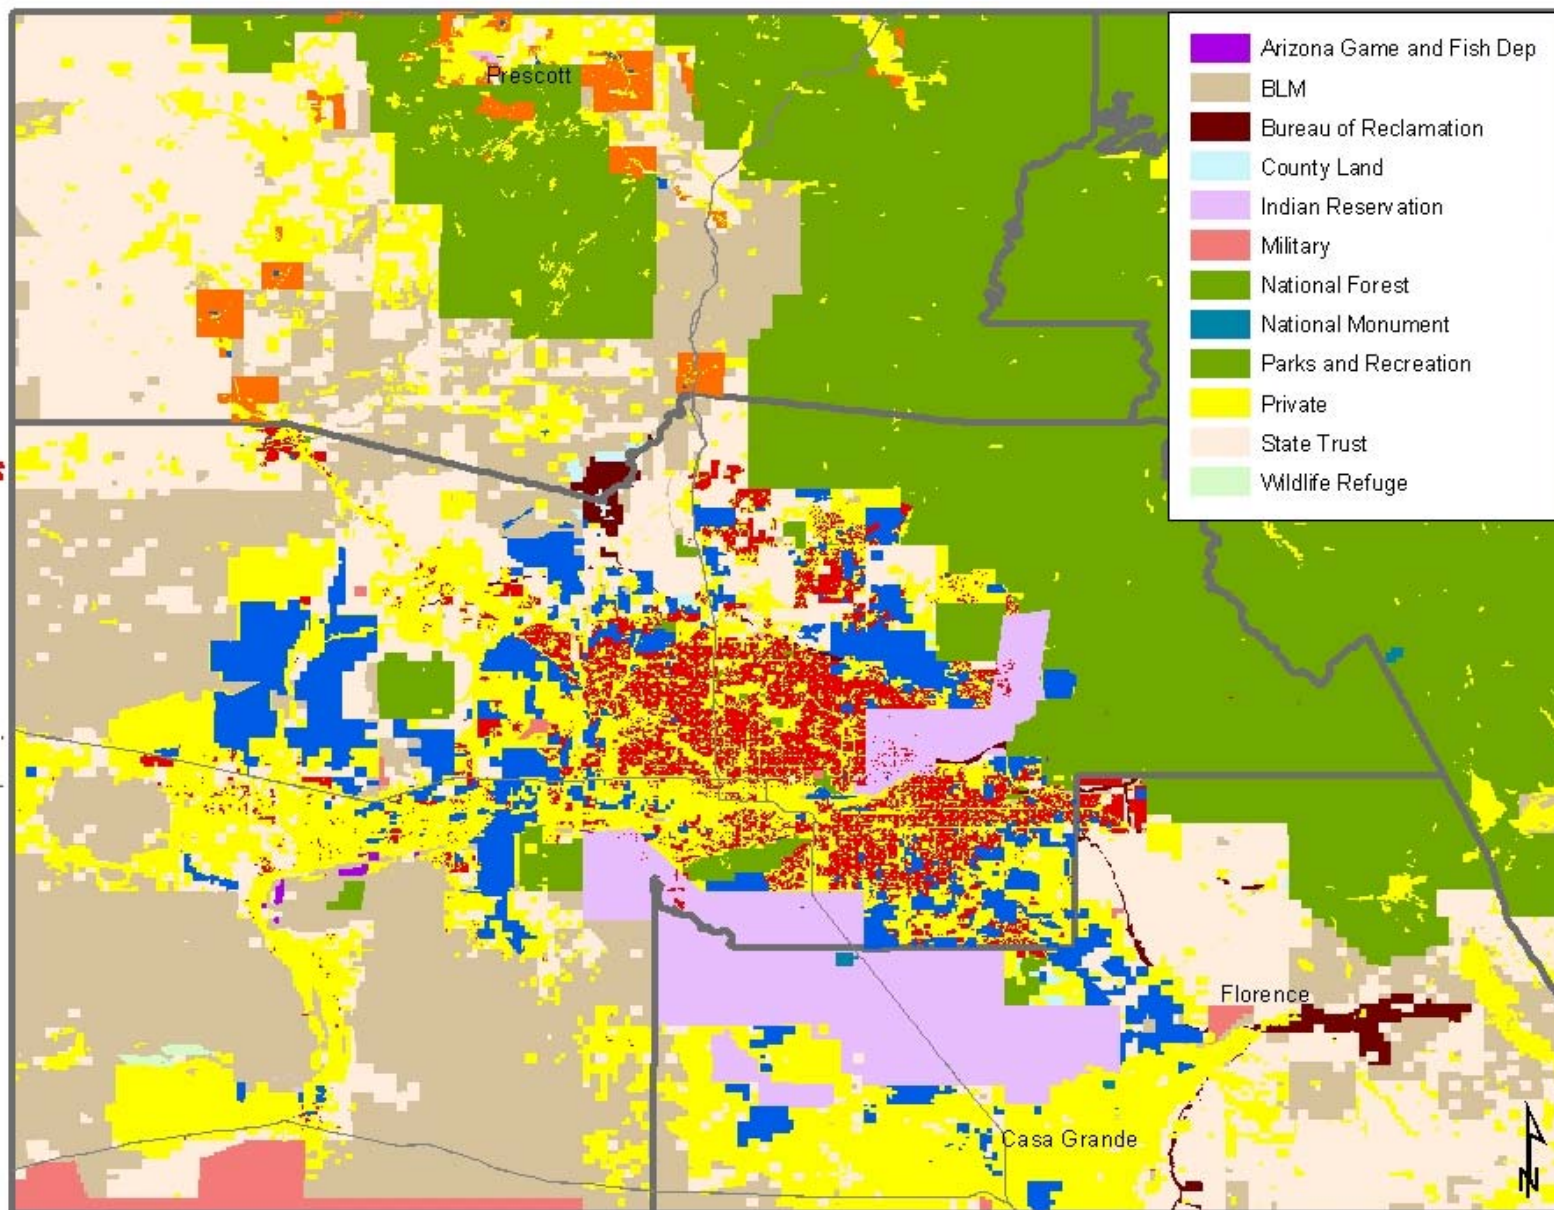 Prescott
Arizona Game and Fish Dep
BLM
Bureau of Reclamation
County Land
Indian Reservation
Military
National Forest
National Monument
Parks and Recreation
Private
State Trust
Wildlife Refuge
Florence
Casa Grande
N